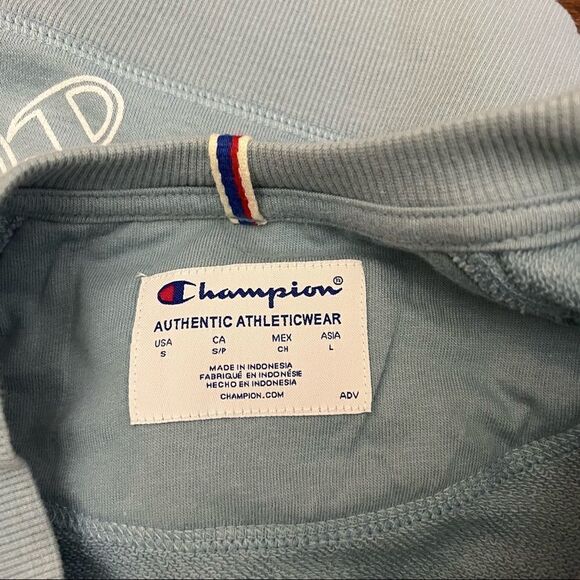 Champion®
AUTHENTIC ATHLETICWEAR
USA CA MEX ASIA
S S/P CH L
MADE IN INDONESIA
FABRIQUÉ EN INDONÉSIE
HECHO EN INDONESIA
CHAMPION.COM ADV